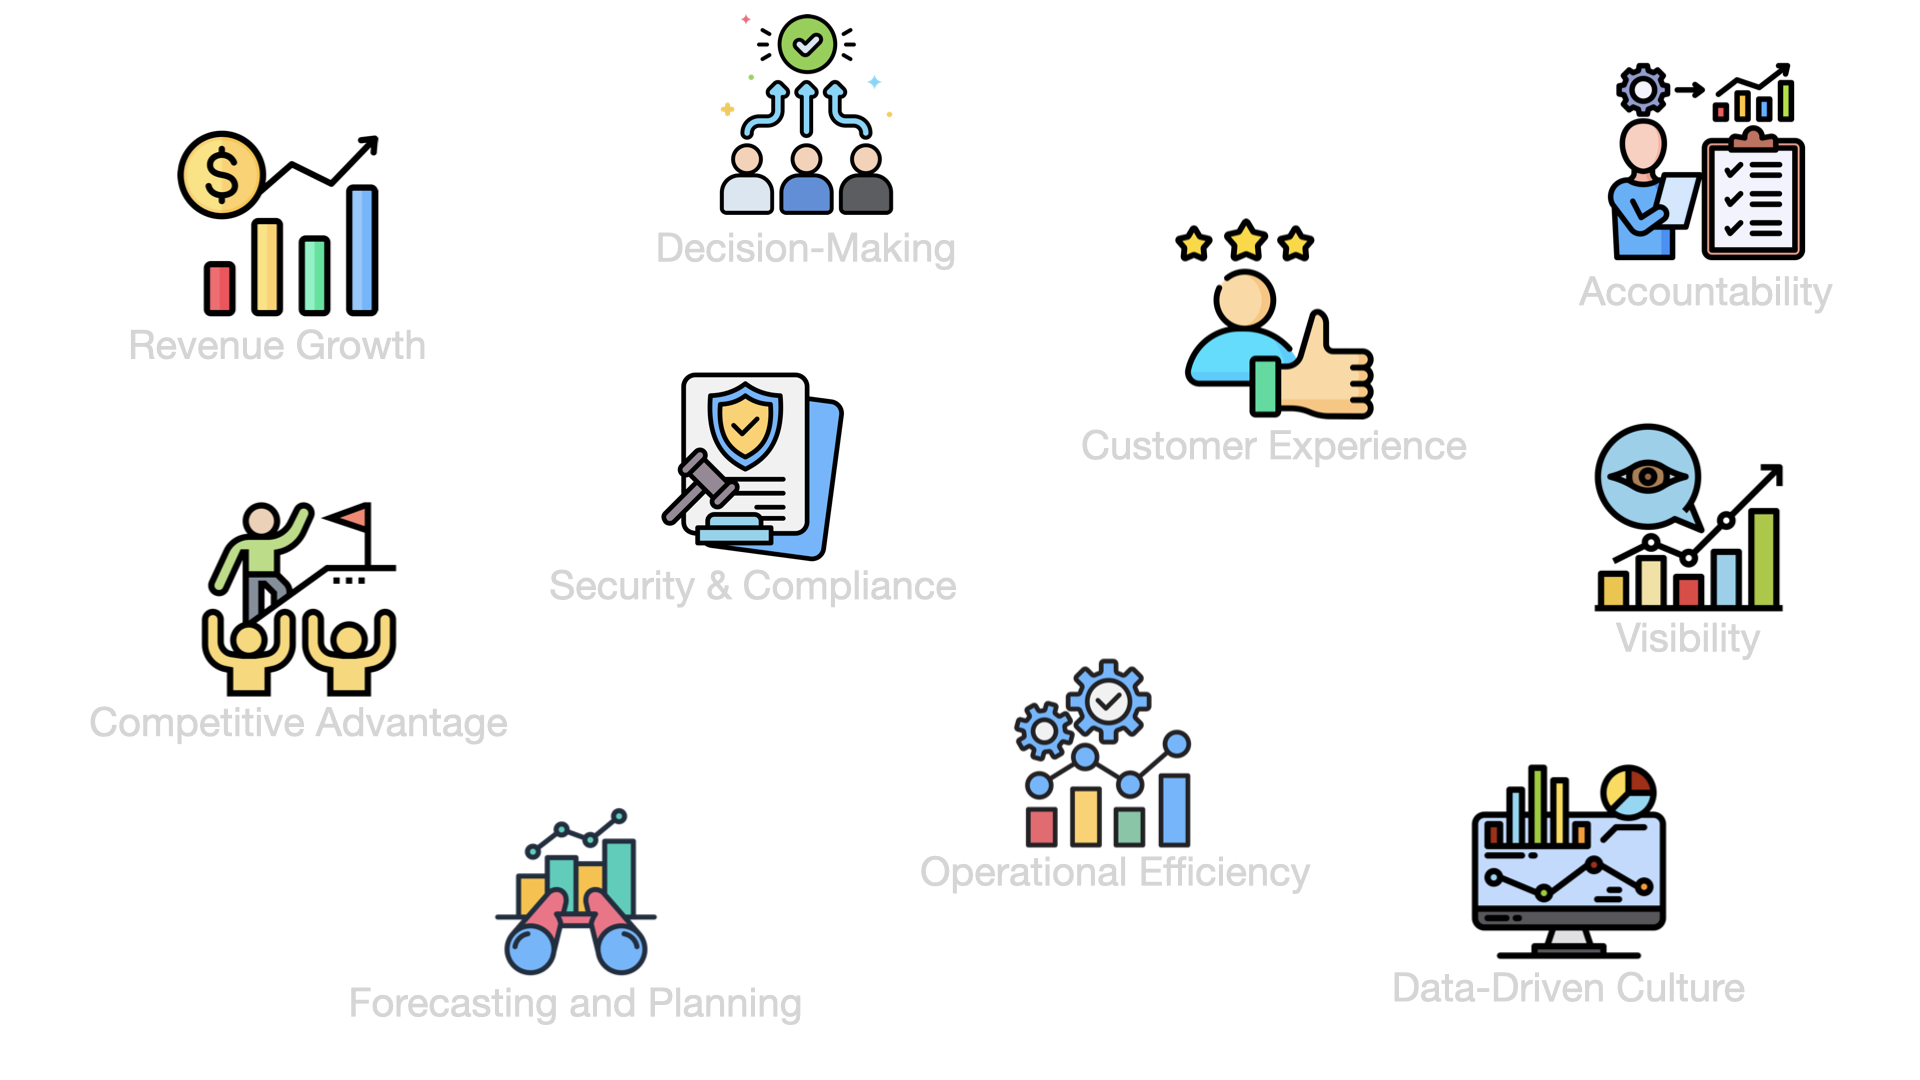 Decision-Making
Accountability
Revenue Growth
$
Customer Experience
Security & Compliance
Visibility
Competitive Advantage
Operational Efficiency
Data-Driven Culture
Forecasting and Planning